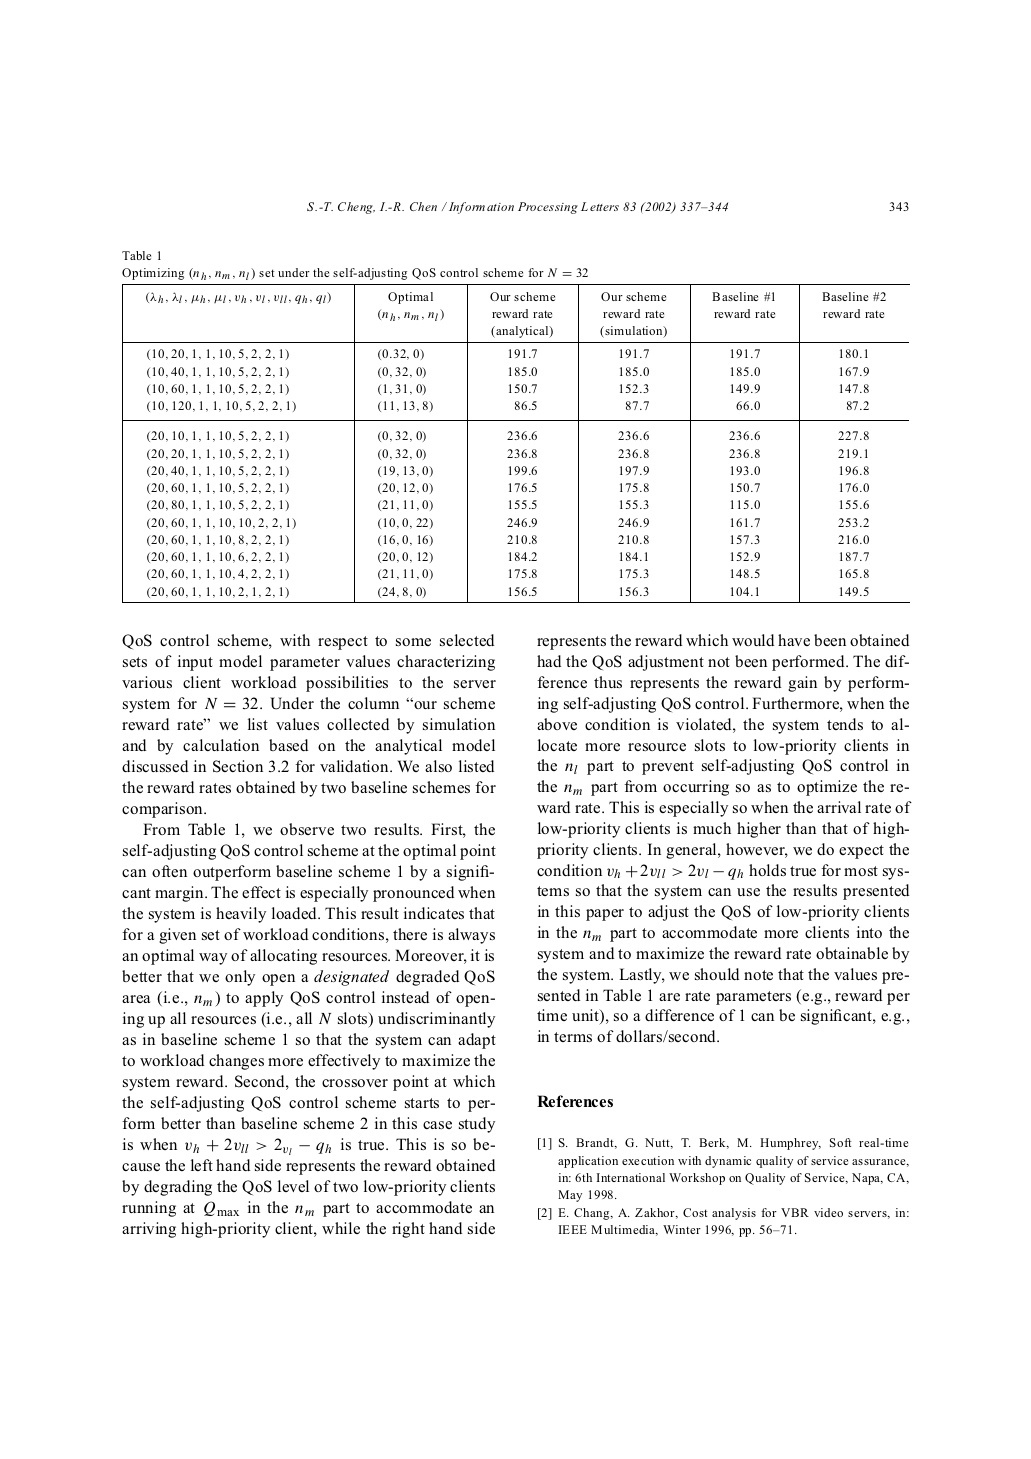 S.-T. Cheng, I.-R. Chen / Information Processing Letters 83 (2002) 337–344 343
Table 1
Optimizing (n_h, n_m, n_l) set under the self-adjusting QoS control scheme for N = 32
(λ_h, λ_l, μ_h, μ_l, υ_h, υ_l, υ_ll, q_h, q_l) Optimal Our scheme Our scheme Baseline #1 Baseline #2
(n_h, n_m, n_l) reward rate reward rate reward rate reward rate
(analytical) (simulation)
(10, 20, 1, 1, 10, 5, 2, 2, 1) (0.32, 0) 191.7 191.7 191.7 180.1
(10, 40, 1, 1, 10, 5, 2, 2, 1) (0, 32, 0) 185.0 185.0 185.0 167.9
(10, 60, 1, 1, 10, 5, 2, 2, 1) (1, 31, 0) 150.7 152.3 149.9 147.8
(10, 120, 1, 1, 10, 5, 2, 2, 1) (11, 13, 8) 86.5 87.7 66.0 87.2
(20, 10, 1, 1, 10, 5, 2, 2, 1) (0, 32, 0) 236.6 236.6 236.6 227.8
(20, 20, 1, 1, 10, 5, 2, 2, 1) (0, 32, 0) 236.8 236.8 236.8 219.1
(20, 40, 1, 1, 10, 5, 2, 2, 1) (19, 13, 0) 199.6 197.9 193.0 196.8
(20, 60, 1, 1, 10, 5, 2, 2, 1) (20, 12, 0) 176.5 175.8 150.7 176.0
(20, 80, 1, 1, 10, 5, 2, 2, 1) (21, 11, 0) 155.5 155.3 115.0 155.6
(20, 60, 1, 1, 10, 10, 2, 2, 1) (10, 0, 22) 246.9 246.9 161.7 253.2
(20, 60, 1, 1, 10, 8, 2, 2, 1) (16, 0, 16) 210.8 210.8 157.3 216.0
(20, 60, 1, 1, 10, 6, 2, 2, 1) (20, 0, 12) 184.2 184.1 152.9 187.7
(20, 60, 1, 1, 10, 4, 2, 2, 1) (21, 11, 0) 175.8 175.3 148.5 165.8
(20, 60, 1, 1, 10, 2, 1, 2, 1) (24, 8, 0) 156.5 156.3 104.1 149.5
QoS control scheme, with respect to some selected
sets of input model parameter values characterizing
various client workload possibilities to the server
system for N = 32. Under the column “our scheme
reward rate” we list values collected by simulation
and by calculation based on the analytical model
discussed in Section 3.2 for validation. We also listed
the reward rates obtained by two baseline schemes for
comparison.
From Table 1, we observe two results. First, the
self-adjusting QoS control scheme at the optimal point
can often outperform baseline scheme 1 by a signifi-
cant margin. The effect is especially pronounced when
the system is heavily loaded. This result indicates that
for a given set of workload conditions, there is always
an optimal way of allocating resources. Moreover, it is
better that we only open a designated degraded QoS
area (i.e., n_m) to apply QoS control instead of open-
ing up all resources (i.e., all N slots) undiscriminantly
as in baseline scheme 1 so that the system can adapt
to workload changes more effectively to maximize the
system reward. Second, the crossover point at which
the self-adjusting QoS control scheme starts to per-
form better than baseline scheme 2 in this case study
is when υ_h + 2υ_ll > 2_υ_l − q_h is true. This is so be-
cause the left hand side represents the reward obtained
by degrading the QoS level of two low-priority clients
running at Q_max in the n_m part to accommodate an
arriving high-priority client, while the right hand side
represents the reward which would have been obtained
had the QoS adjustment not been performed. The dif-
ference thus represents the reward gain by perform-
ing self-adjusting QoS control. Furthermore, when the
above condition is violated, the system tends to al-
locate more resource slots to low-priority clients in
the n_l part to prevent self-adjusting QoS control in
the n_m part from occurring so as to optimize the re-
ward rate. This is especially so when the arrival rate of
low-priority clients is much higher than that of high-
priority clients. In general, however, we do expect the
condition υ_h + 2υ_ll > 2υ_l − q_h holds true for most sys-
tems so that the system can use the results presented
in this paper to adjust the QoS of low-priority clients
in the n_m part to accommodate more clients into the
system and to maximize the reward rate obtainable by
the system. Lastly, we should note that the values pre-
sented in Table 1 are rate parameters (e.g., reward per
time unit), so a difference of 1 can be significant, e.g.,
in terms of dollars/second.
References
[1] S. Brandt, G. Nutt, T. Berk, M. Humphrey, Soft real-time
application execution with dynamic quality of service assurance,
in: 6th International Workshop on Quality of Service, Napa, CA,
May 1998.
[2] E. Chang, A. Zakhor, Cost analysis for VBR video servers, in:
IEEE Multimedia, Winter 1996, pp. 56–71.